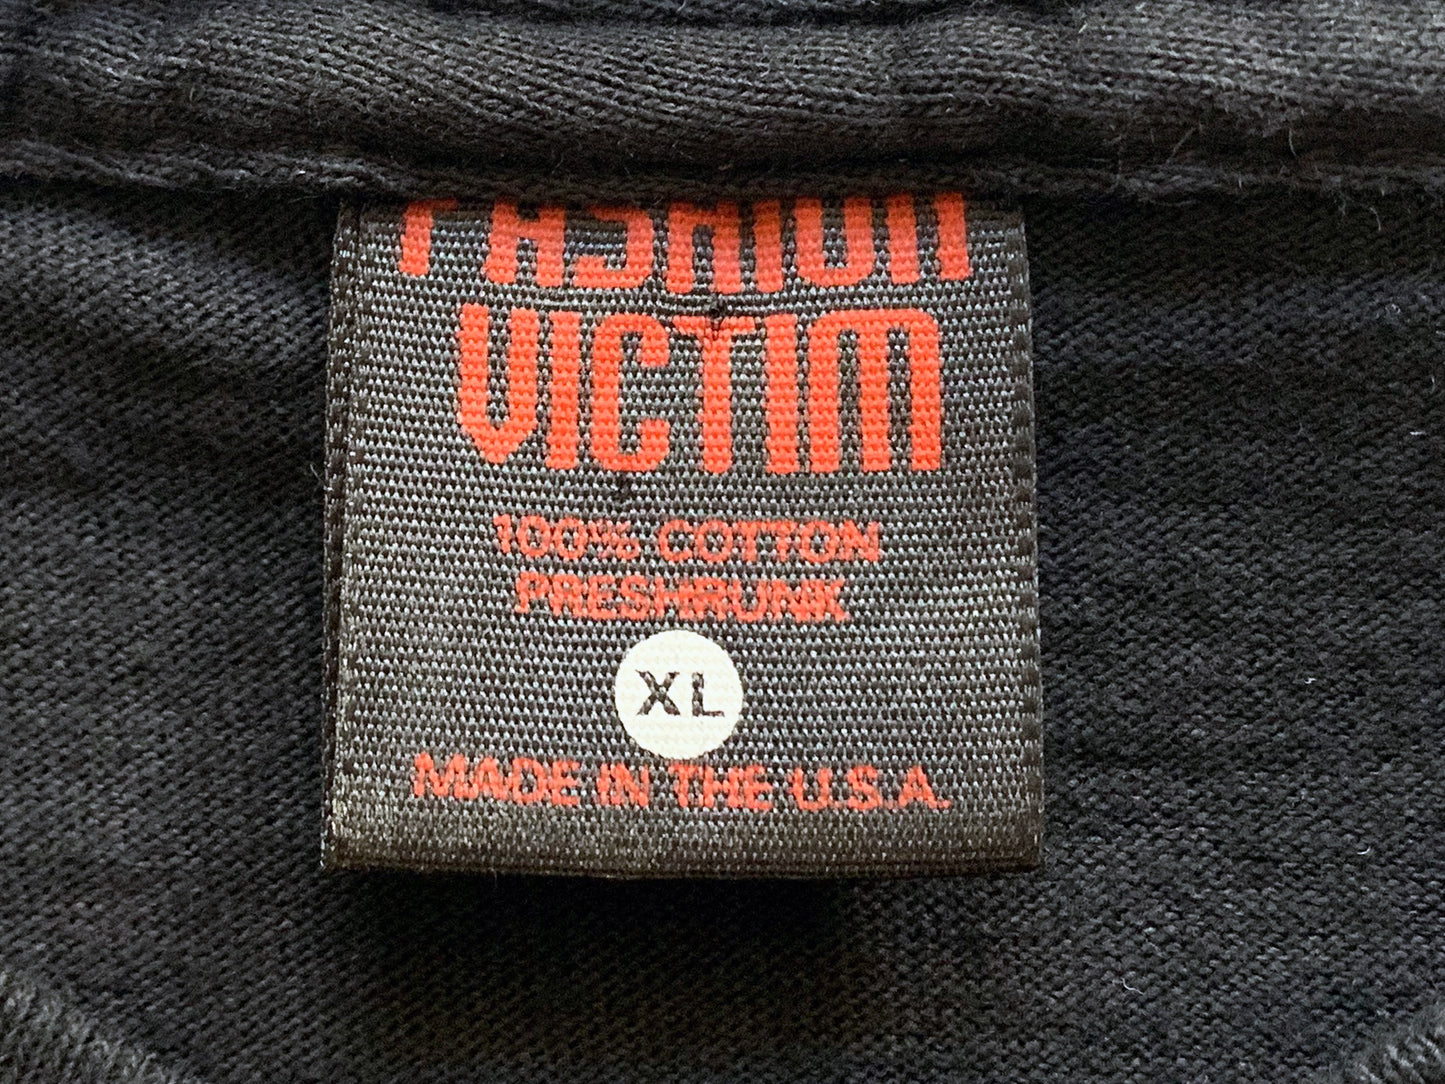 FASHION
VICTIM
100% COTTON
PRESHRUNK
XL
MADE IN THE U.S.A.